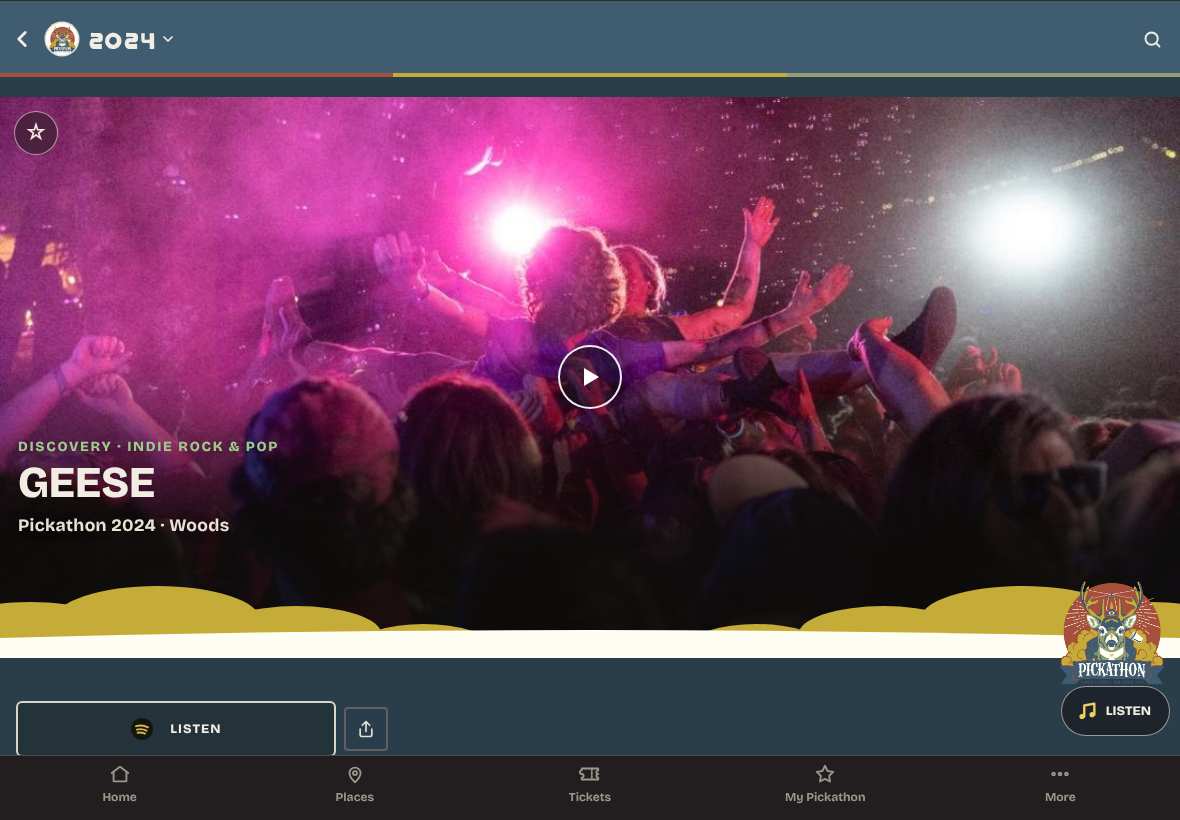 2024
DISCOVERY · INDIE ROCK & POP
GEESE
Pickathon 2024 · Woods
PICKATHON
LISTEN
LISTEN
Home
Places
Tickets
My Pickathon
More